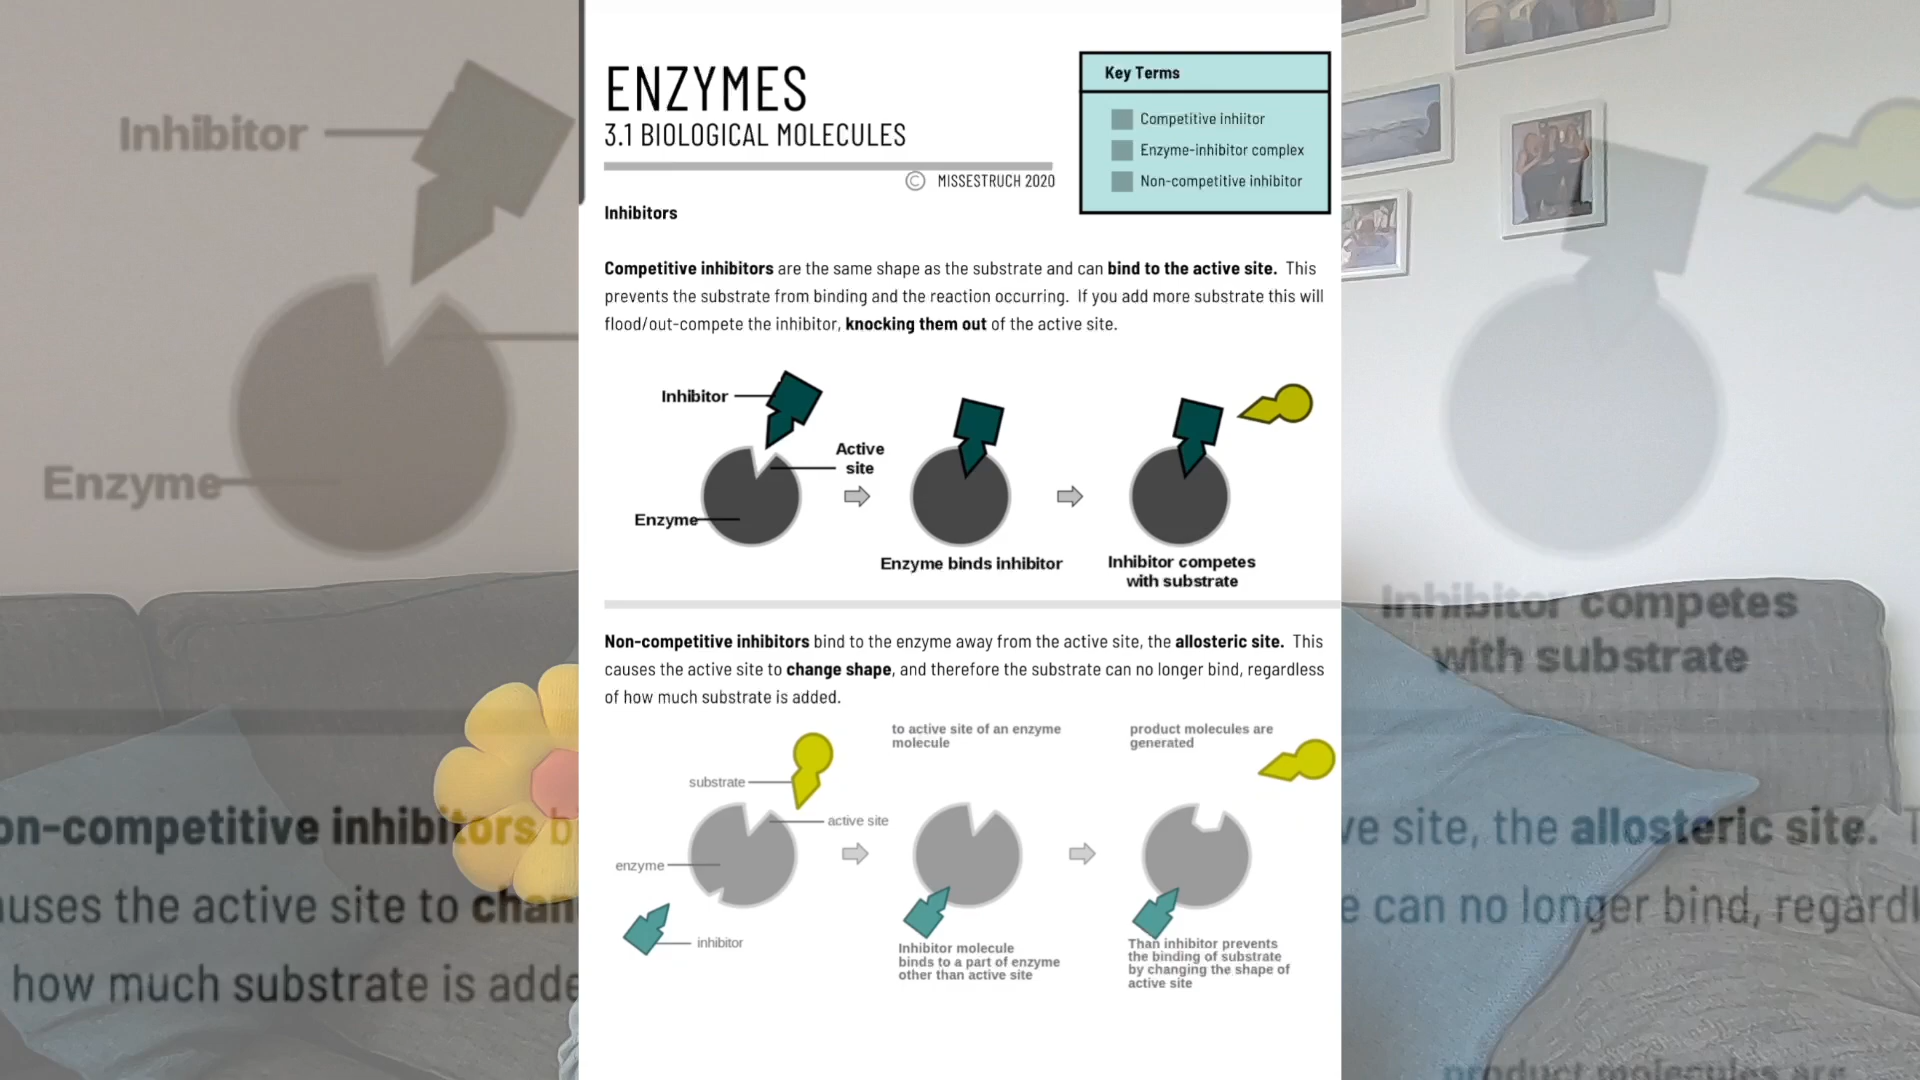 ENZYMES
3.1 BIOLOGICAL MOLECULES
© MISSESTRUCH 2020
Key Terms
Competitive inhiitor
Enzyme-inhibitor complex
Non-competitive inhibitor
Inhibitors
Competitive inhibitors are the same shape as the substrate and can bind to the active site. This
prevents the substrate from binding and the reaction occurring. If you add more substrate this will
flood/out-compete the inhibitor, knocking them out of the active site.
Inhibitor
Active
site
Enzyme
Enzyme binds inhibitor
Inhibitor competes
with substrate
Non-competitive inhibitors bind to the enzyme away from the active site, the allosteric site. This
causes the active site to change shape, and therefore the substrate can no longer bind, regardless
of how much substrate is added.
to active site of an enzyme
molecule
product molecules are
generated
substrate
active site
enzyme
inhibitor
Inhibitor molecule
binds to a part of enzyme
other than active site
Than inhibitor prevents
the binding of substrate
by changing the shape of
active site
Inhibitor
Enzyme
on-competitive inhibitors b
auses the active site to chan
how much substrate is adde
Inhibitor competes
with substrate
ve site, the allosteric site. T
e can no longer bind, regardl
product molecules are